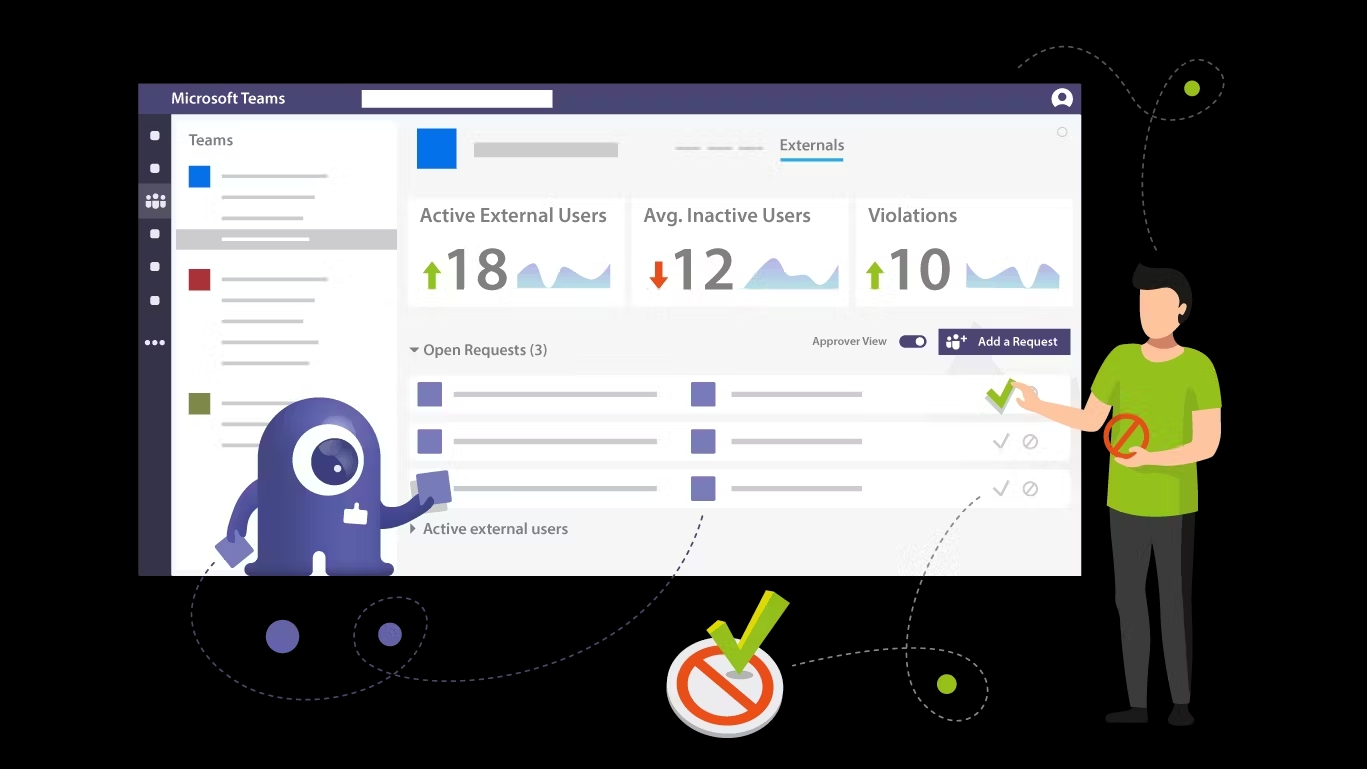 Microsoft Teams
Teams
Externals
Active External Users
Avg. Inactive Users
Violations
18
12
10
Approver View
Add a Request
Open Requests (3)
Active external users